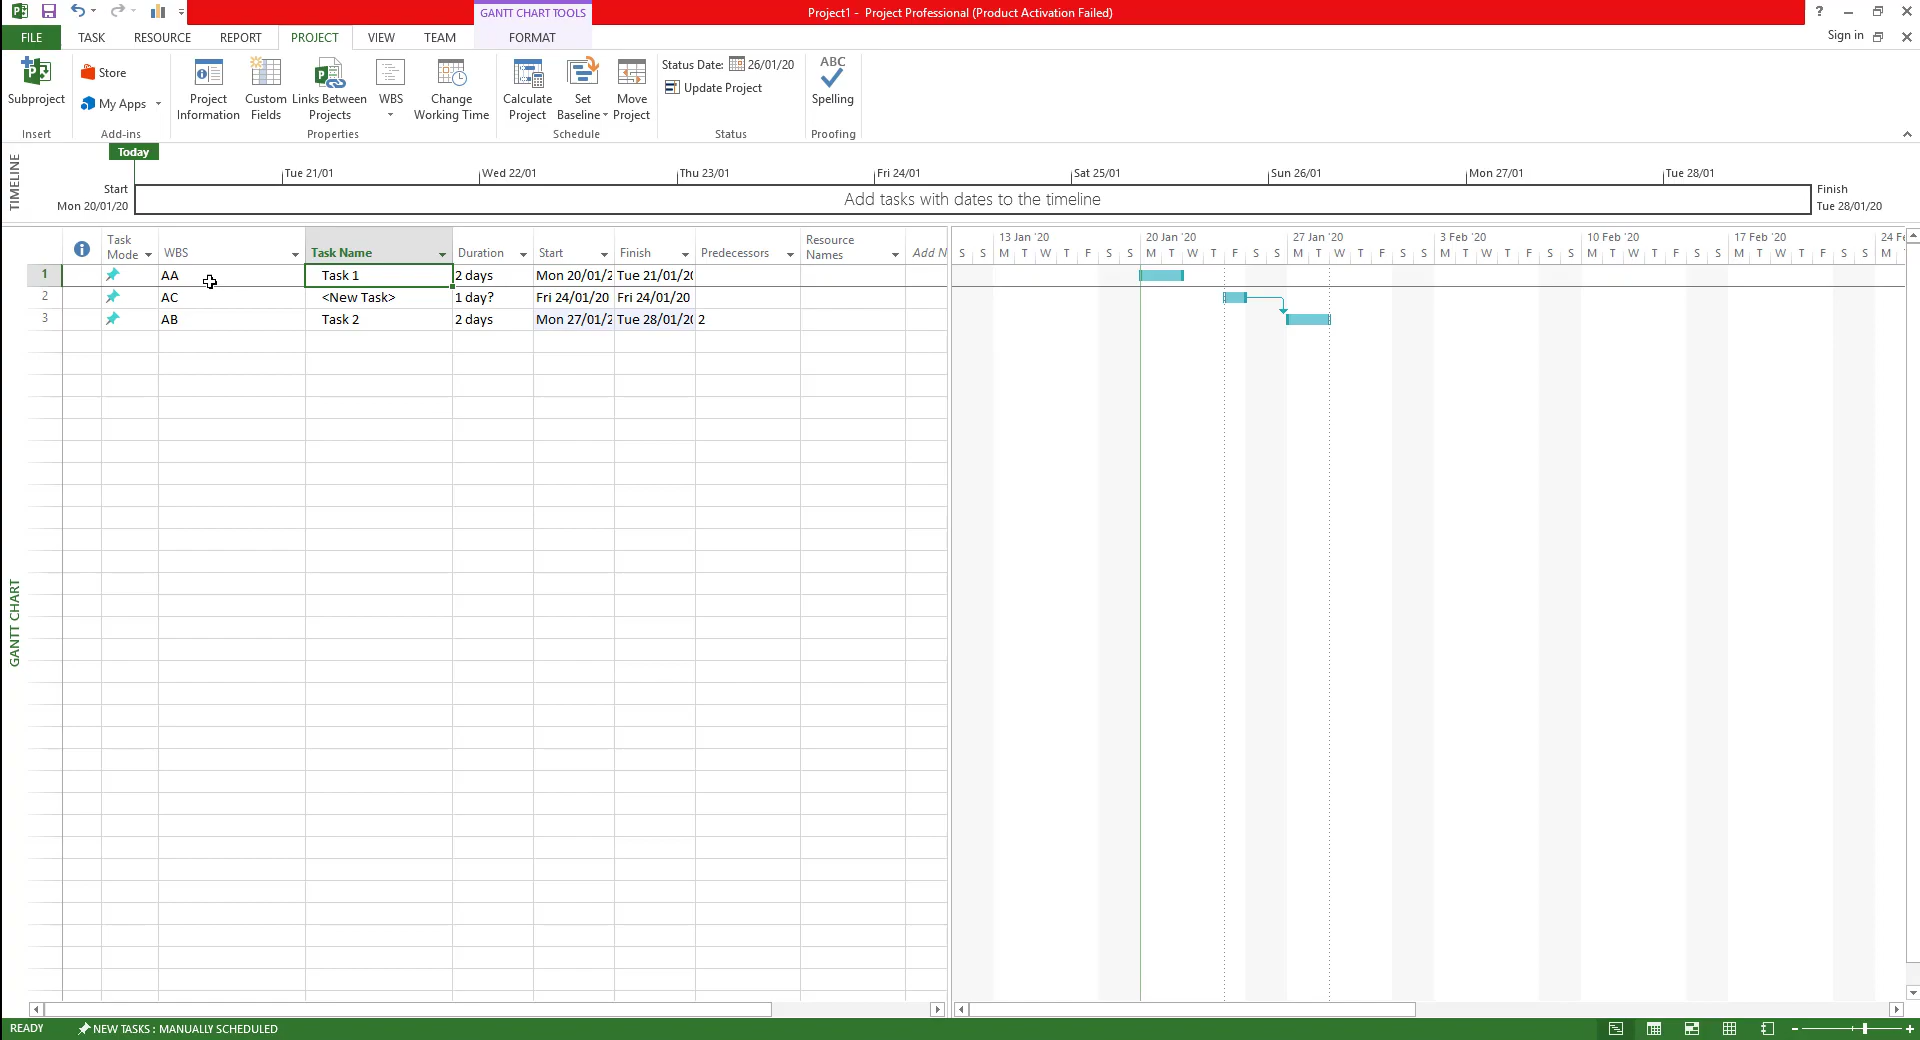 GANTT CHART TOOLS
Project1 - Project Professional (Product Activation Failed)
?
FILE TASK RESOURCE REPORT PROJECT VIEW TEAM FORMAT
Sign in
Subproject
Insert
Store
My Apps
Add-ins
Project Information
Custom Fields
Links Between Projects
WBS
Change Working Time
Properties
Calculate Project
Set Baseline
Move Project
Schedule
Status Date: 26/01/20
Update Project
Status
ABC
Spelling
Proofing
TIMELINE
Today
Tue 21/01 Wed 22/01 Thu 23/01 Fri 24/01 Sat 25/01 Sun 26/01 Mon 27/01 Tue 28/01
Start
Mon 20/01/20
Add tasks with dates to the timeline
Finish
Tue 28/01/20
Task Mode WBS Task Name Duration Start Finish Predecessors Resource Names Add N
1 AA Task 1 2 days Mon 20/01/2 Tue 21/01/20
2 AC <New Task> 1 day? Fri 24/01/20 Fri 24/01/20
3 AB Task 2 2 days Mon 27/01/2 Tue 28/01/20 2
13 Jan '20 20 Jan '20 27 Jan '20 3 Feb '20 10 Feb '20 17 Feb '20 24 F
S S M T W T F S S M T W T F S S M T W T F S S M T W T F S S M T W T F S S M T W T F S S M
GANTT CHART
READY NEW TASKS : MANUALLY SCHEDULED